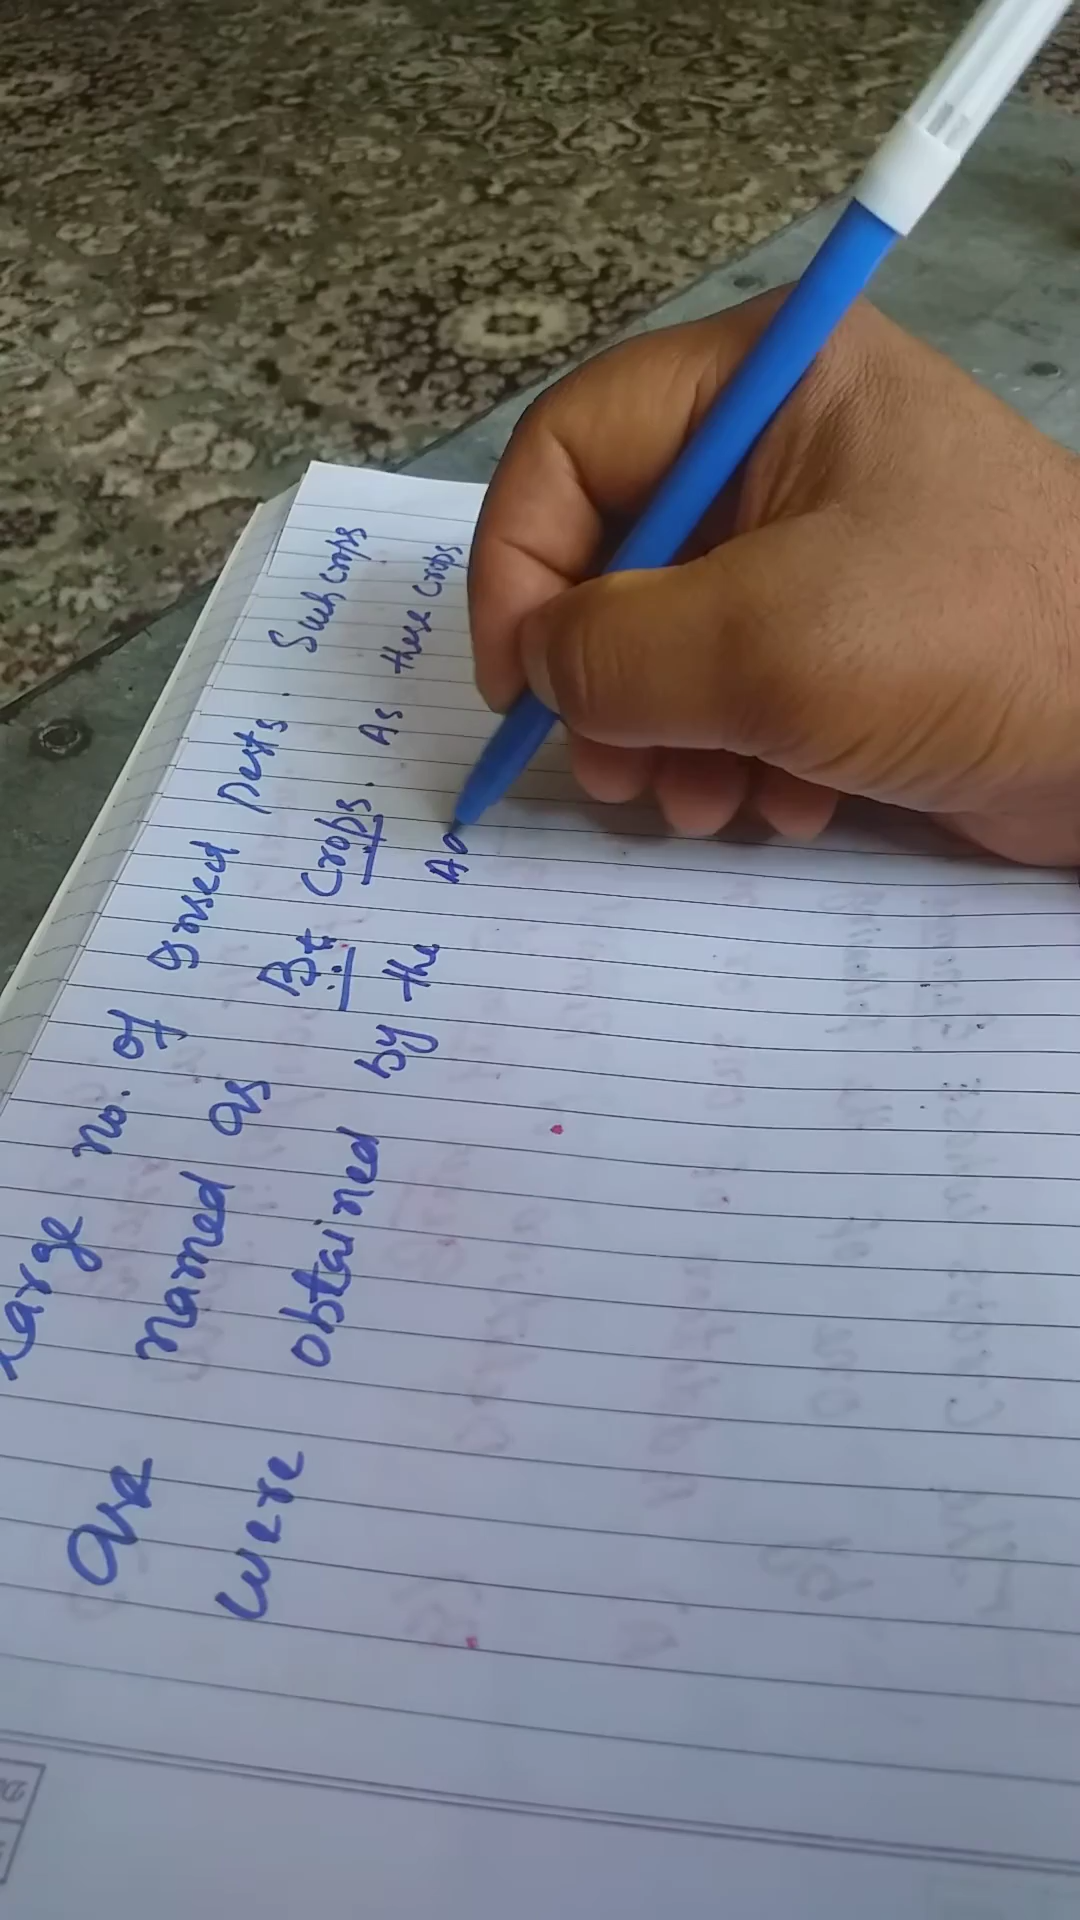 Large no. of Insect pests. Such crops
are named as Bt Crops. As these crops
were obtained by the Ad